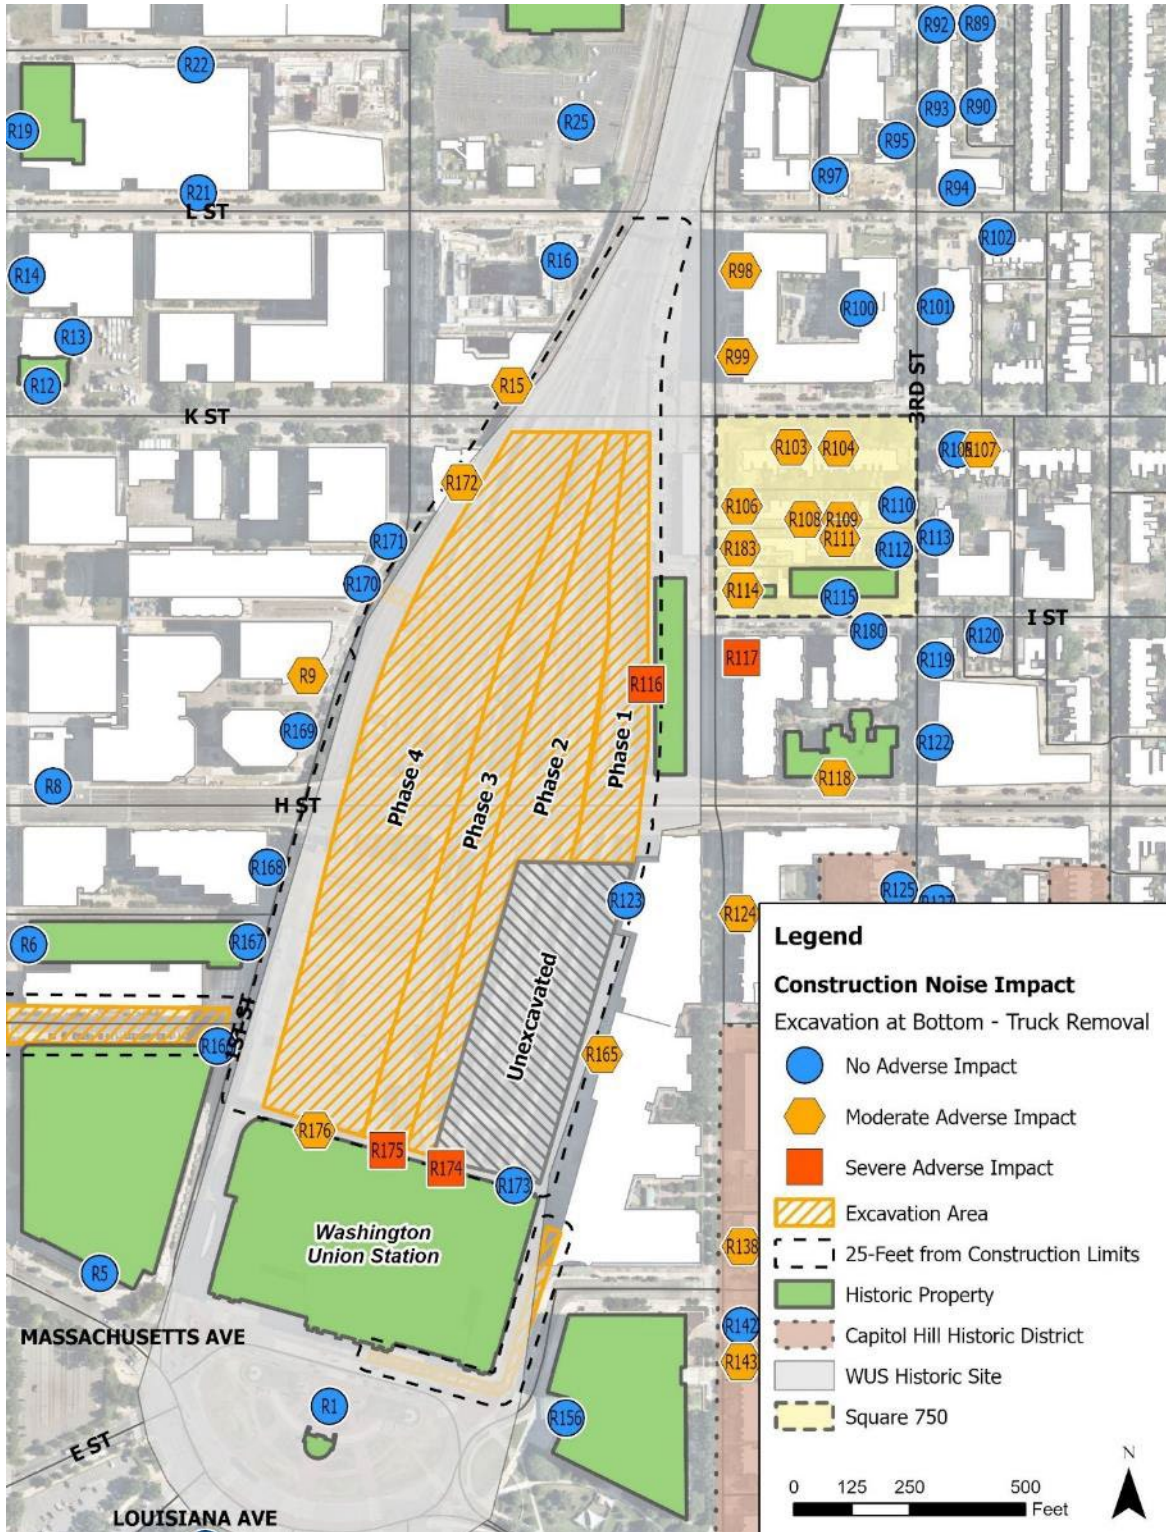 R92
R89
R22
R19
R25
R93
R90
R95
R97
R94
R21
L ST
R102
R16
R98
R14
R100
R101
R13
R99
R12
R15
3RD ST
K ST
R103
R104
R107
R172
R106
R108
R109
R110
R171
R183
R111
R112
R113
R170
R114
R115
I ST
R180
R120
R117
R119
R9
R116
R169
R122
Phase 4
Phase 3
Phase 2
Phase 1
R118
R8
H ST
R168
R123
R125
R124
R6
R167
Unexcavated
1ST ST
R165
R176
R175
R174
R173
Washington
Union Station
R138
R5
R142
MASSACHUSETTS AVE
R143
R1
R156
E ST
LOUISIANA AVE
Legend
Construction Noise Impact
Excavation at Bottom - Truck Removal
No Adverse Impact
Moderate Adverse Impact
Severe Adverse Impact
Excavation Area
25-Feet from Construction Limits
Historic Property
Capitol Hill Historic District
WUS Historic Site
Square 750
N
0 125 250 500
Feet